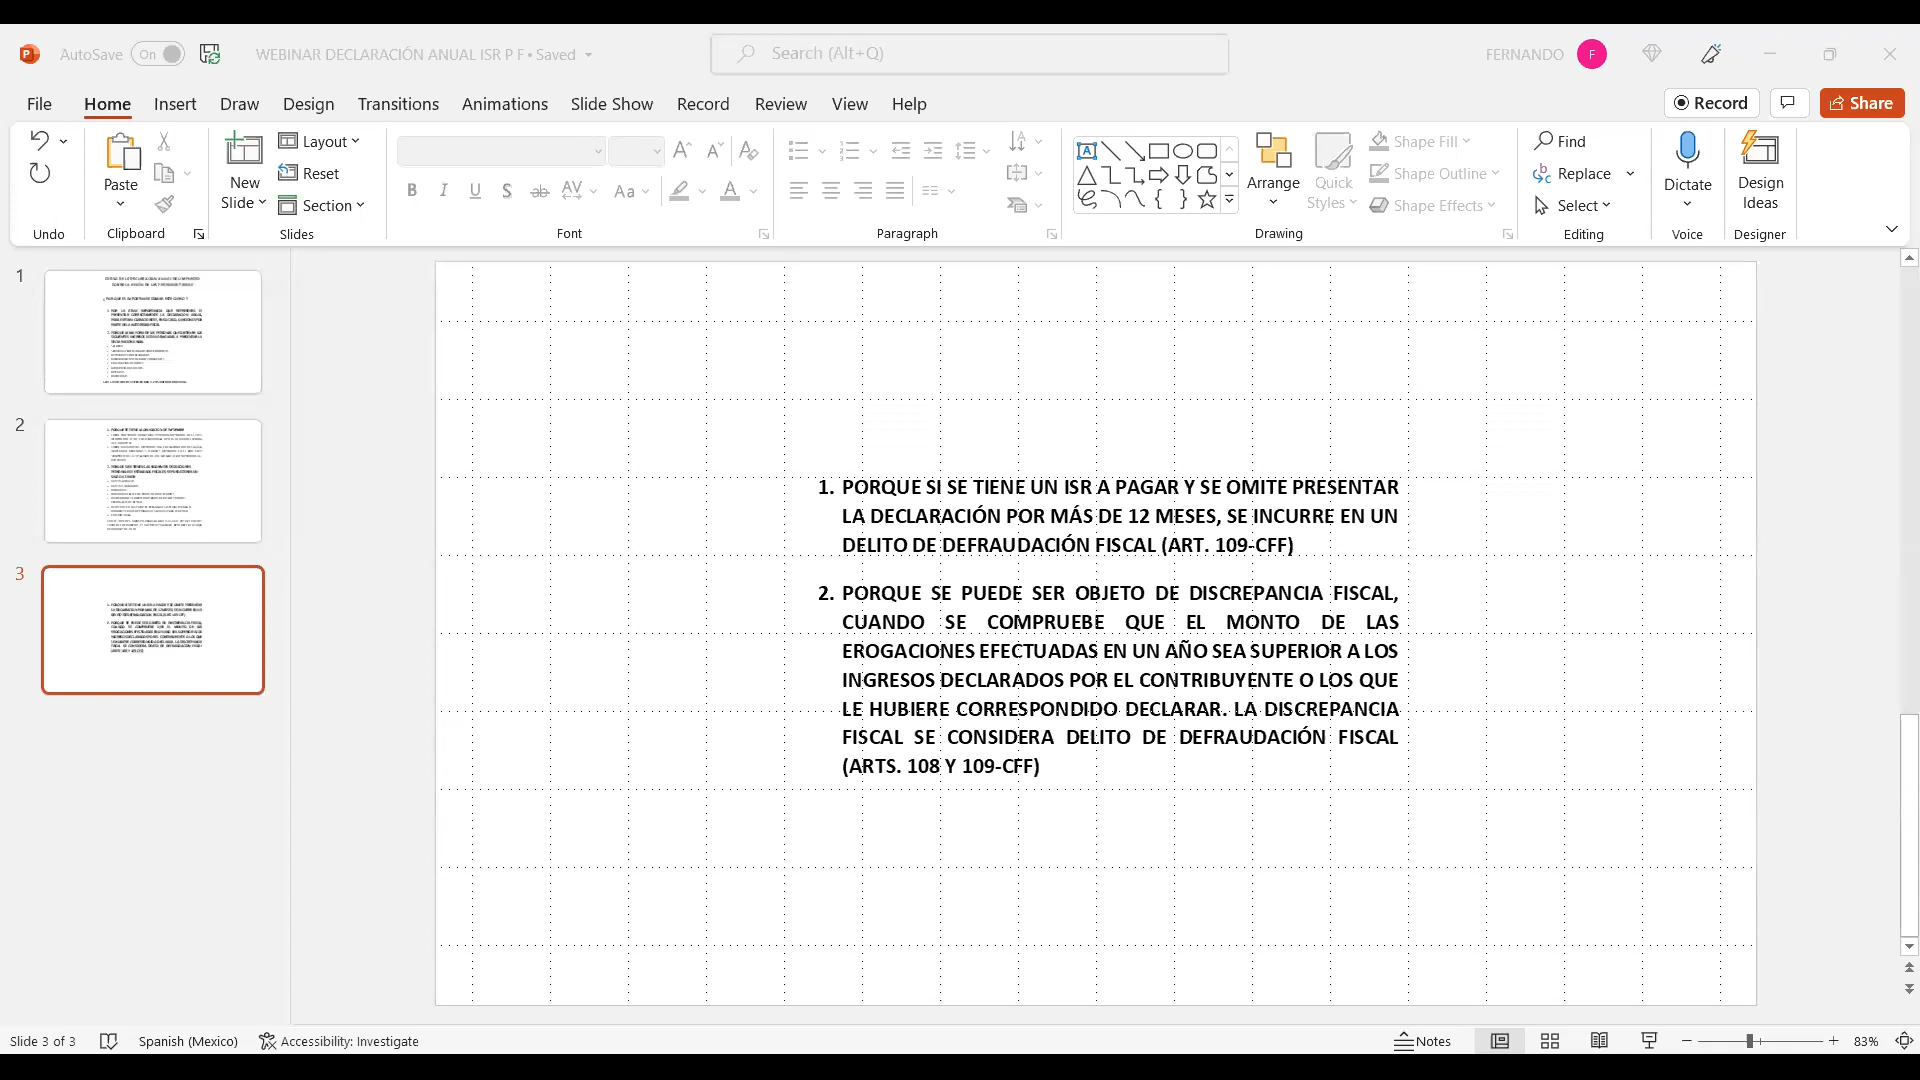 AutoSave On WEBINAR DECLARACIÓN ANUAL ISR P F • Saved Search (Alt+Q) FERNANDO F
File Home Insert Draw Design Transitions Animations Slide Show Record Review View Help Record Share
Paste
New Slide
Layout
Reset
Section
Aa
Arrange
Quick Styles
Shape Fill
Shape Outline
Shape Effects
Find
Replace
Select
Dictate
Design Ideas
Undo Clipboard Slides Font Paragraph Drawing Editing Voice Designer
1
2
3
1. PORQUE SI SE TIENE UN ISR A PAGAR Y SE OMITE PRESENTAR
LA DECLARACIÓN POR MÁS DE 12 MESES, SE INCURRE EN UN
DELITO DE DEFRAUDACIÓN FISCAL (ART. 109-CFF)
2. PORQUE SE PUEDE SER OBJETO DE DISCREPANCIA FISCAL,
CUANDO SE COMPRUEBE QUE EL MONTO DE LAS
EROGACIONES EFECTUADAS EN UN AÑO SEA SUPERIOR A LOS
INGRESOS DECLARADOS POR EL CONTRIBUYENTE O LOS QUE
LE HUBIERE CORRESPONDIDO DECLARAR. LA DISCREPANCIA
FISCAL SE CONSIDERA DELITO DE DEFRAUDACIÓN FISCAL
(ARTS. 108 Y 109-CFF)
Slide 3 of 3 Spanish (Mexico) Accessibility: Investigate Notes 83%